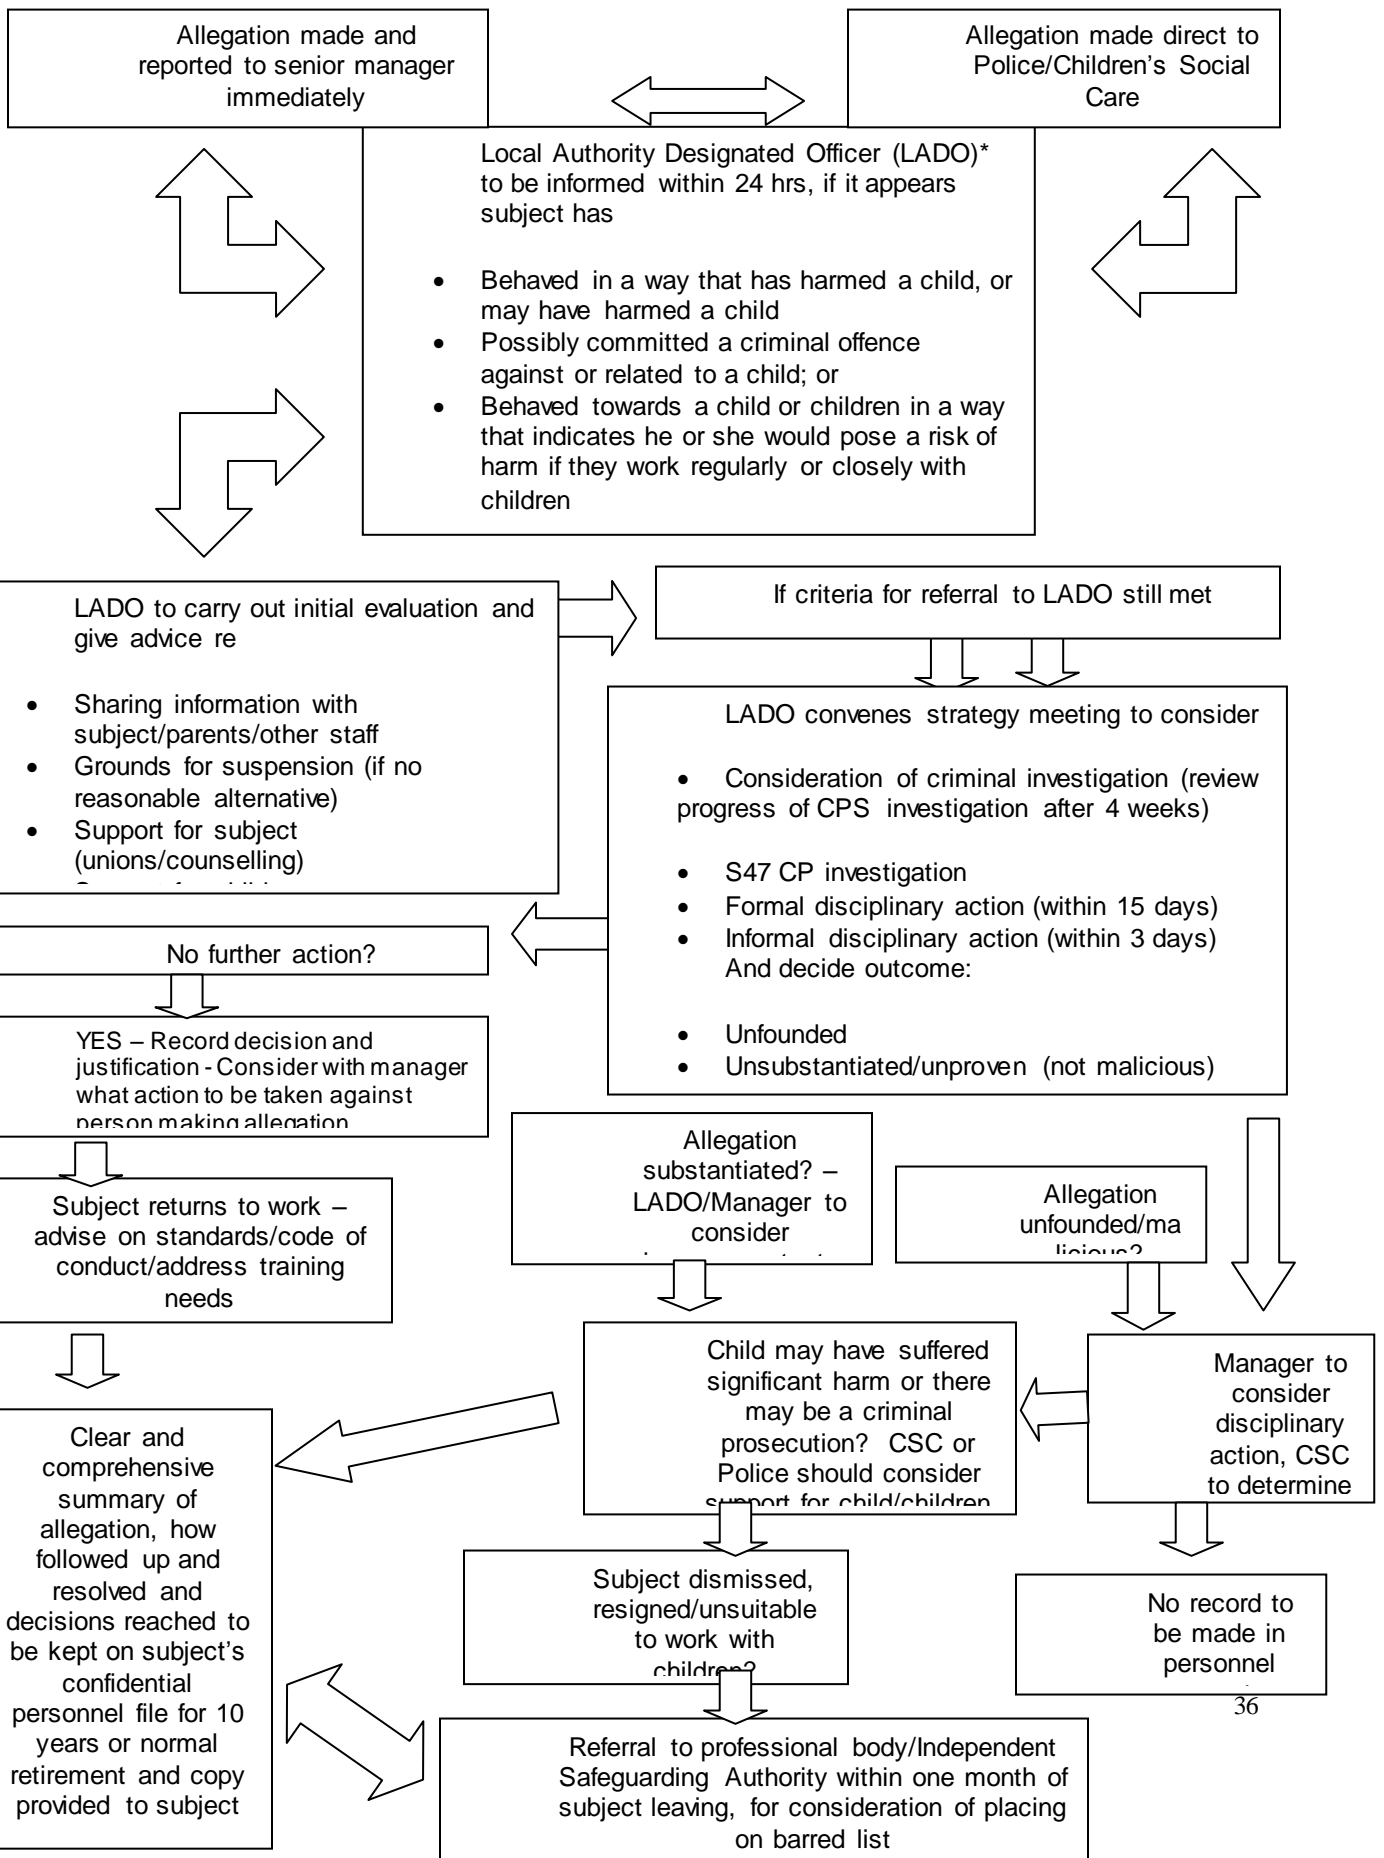 Allegation made and
reported to senior manager
immediately
Allegation made direct to
Police/Children’s Social
Care
Local Authority Designated Officer (LADO)*
to be informed within 24 hrs, if it appears
subject has
• Behaved in a way that has harmed a child, or
may have harmed a child
• Possibly committed a criminal offence
against or related to a child; or
• Behaved towards a child or children in a way
that indicates he or she would pose a risk of
harm if they work regularly or closely with
children
LADO to carry out initial evaluation and
give advice re
• Sharing information with
subject/parents/other staff
• Grounds for suspension (if no
reasonable alternative)
• Support for subject
(unions/counselling)
If criteria for referral to LADO still met
LADO convenes strategy meeting to consider
• Consideration of criminal investigation (review
progress of CPS investigation after 4 weeks)
• S47 CP investigation
• Formal disciplinary action (within 15 days)
• Informal disciplinary action (within 3 days)
And decide outcome:
• Unfounded
• Unsubstantiated/unproven (not malicious)
No further action?
YES – Record decision and
justification - Consider with manager
what action to be taken against
person making allegation
Subject returns to work –
advise on standards/code of
conduct/address training
needs
Allegation
substantiated? –
LADO/Manager to
consider
Allegation
unfounded/ma
licious?
Child may have suffered
significant harm or there
may be a criminal
prosecution? CSC or
Police should consider
support for child/children
Manager to
consider
disciplinary
action, CSC
to determine
Clear and
comprehensive
summary of
allegation, how
followed up and
resolved and
decisions reached to
be kept on subject’s
confidential
personnel file for 10
years or normal
retirement and copy
provided to subject
Subject dismissed,
resigned/unsuitable
to work with
children?
No record to
be made in
personnel
36
Referral to professional body/Independent
Safeguarding Authority within one month of
subject leaving, for consideration of placing
on barred list